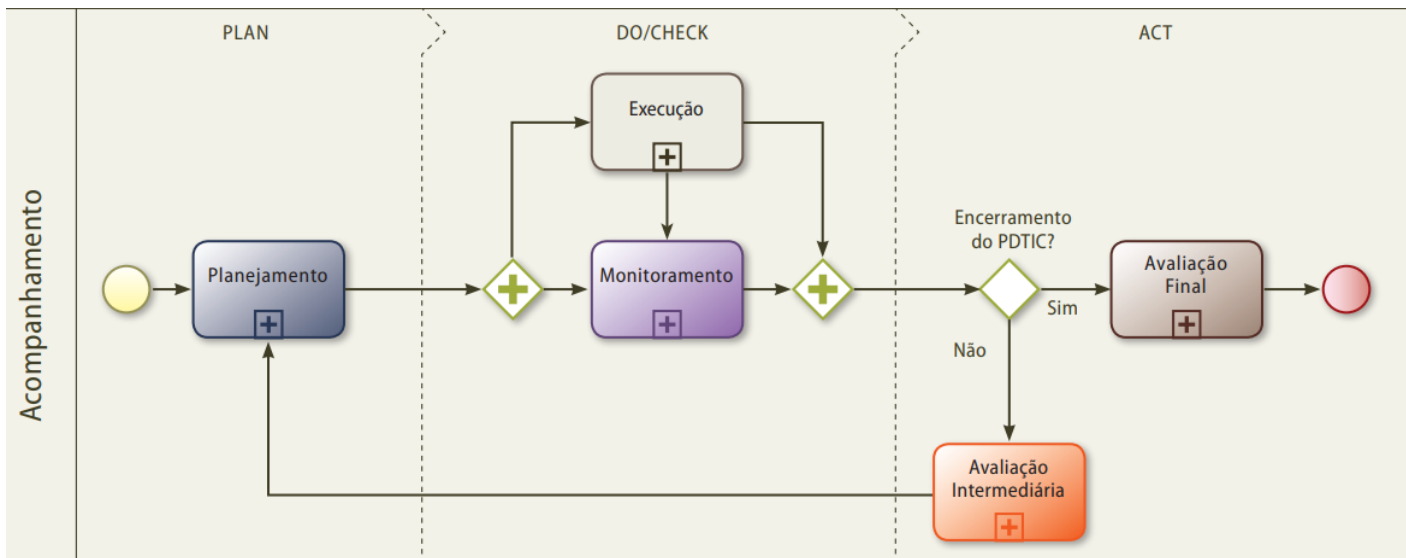 Acompanhamento
PLAN
DO/CHECK
ACT
Planejamento
Execução
Monitoramento
Encerramento
do PDTIC?
Sim
Não
Avaliação
Final
Avaliação
Intermediária